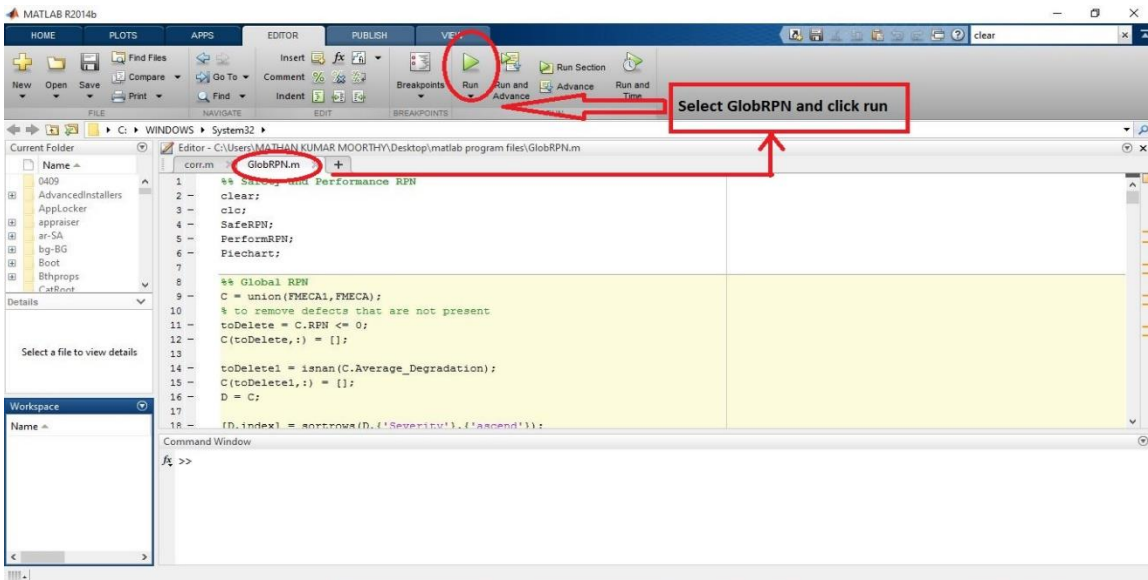 MATLAB R2014b
HOME PLOTS APPS EDITOR PUBLISH VIEW
clear
New Open Save
Find Files
Compare
Print
FILE
Go To
Find
NAVIGATE
Insert fx
Comment
Indent
EDIT
Breakpoints
BREAKPOINTS
Run
Run and Advance
Run Section
Advance
Run and Time
Select GlobRPN and click run
C: WINDOWS System32
Current Folder
Name
0409
AdvancedInstallers
AppLocker
appraiser
ar-SA
bg-BG
Boot
Bthprops
CatRoot
Details
Select a file to view details
Workspace
Name
Editor - C:\Users\MATHAN KUMAR MOORTHY\Desktop\matlab program files\GlobRPN.m
corr.m GlobRPN.m +
1 %% Safety and Performance RPN
2 - clear;
3 - clc;
4 - SafeRPN;
5 - PerformRPN;
6 - Piechart;
7
8 %% Global RPN
9 - C = union(FMECA1,FMECA);
10 % to remove defects that are not present
11 - toDelete = C.RPN <= 0;
12 - C(toDelete,:) = [];
13
14 - toDelete1 = isnan(C.Average_Degradation);
15 - C(toDelete1,:) = [];
16 - D = C;
17
18 - [D,index] = sortrows(D,{'Severity'},{'ascend'});
Command Window
fx >>